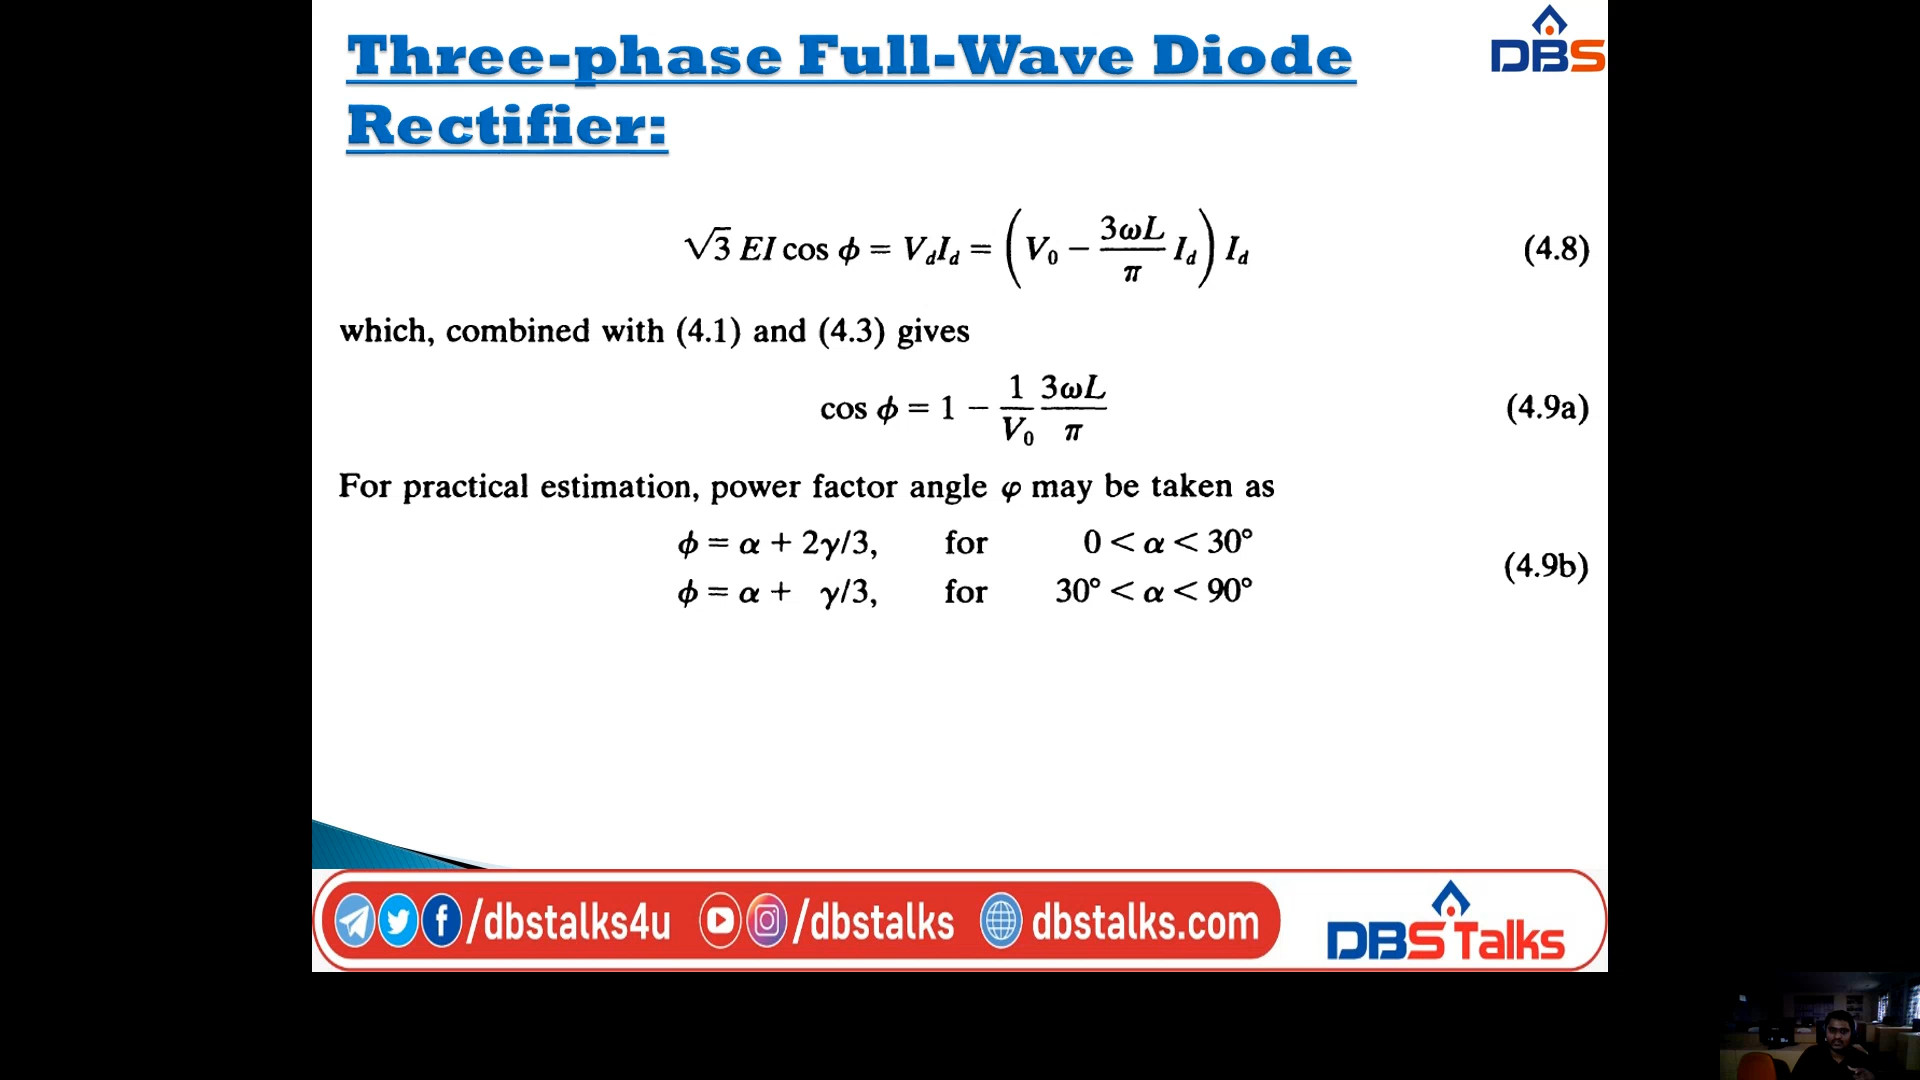 Three-phase Full-Wave Diode
Rectifier:
DBS
√3 EI cos ϕ = V_d I_d = (V_0 − 3ωL/π I_d) I_d (4.8)
which, combined with (4.1) and (4.3) gives
cos ϕ = 1 − 1/V_0 3ωL/π (4.9a)
For practical estimation, power factor angle φ may be taken as
ϕ = α + 2γ/3, for 0 < α < 30°
(4.9b)
ϕ = α + γ/3, for 30° < α < 90°
/dbstalks4u /dbstalks dbstalks.com
DBS Talks